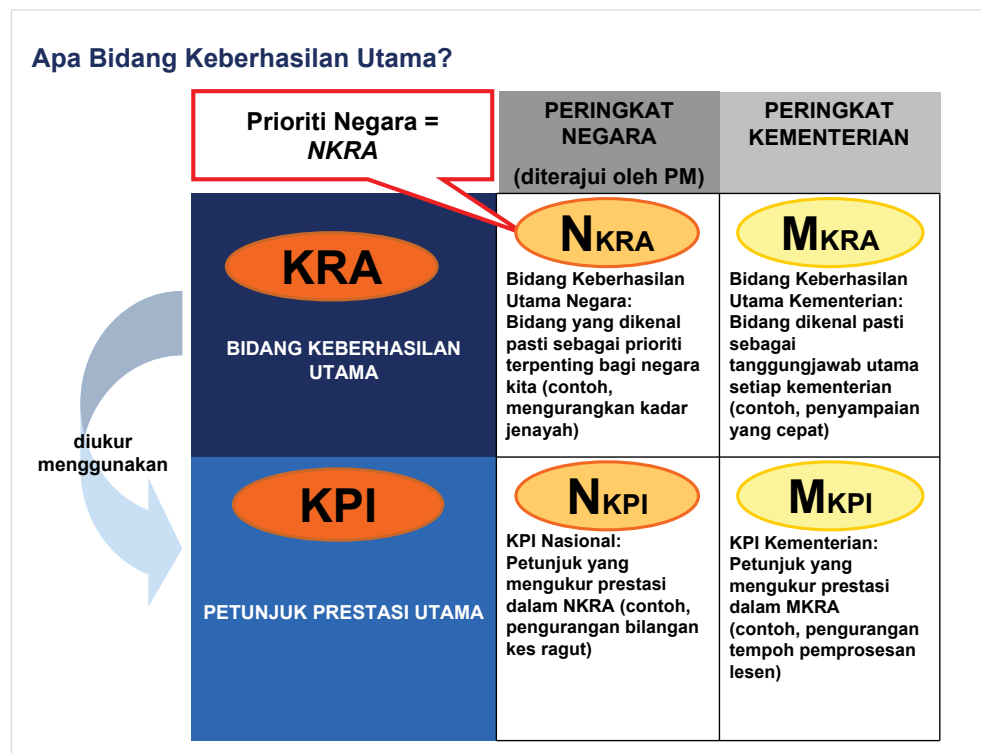 Apa Bidang Keberhasilan Utama?
Prioriti Negara =
NKRA
PERINGKAT
NEGARA
(diterajui oleh PM)
PERINGKAT
KEMENTERIAN
KRA
BIDANG KEBERHASILAN
UTAMA
NKRA
Bidang Keberhasilan
Utama Negara:
Bidang yang dikenal
pasti sebagai prioriti
terpenting bagi negara
kita (contoh,
mengurangkan kadar
jenayah)
MKRA
Bidang Keberhasilan
Utama Kementerian:
Bidang dikenal pasti
sebagai
tanggungjawab utama
setiap kementerian
(contoh, penyampaian
yang cepat)
diukur
menggunakan
KPI
PETUNJUK PRESTASI UTAMA
NKPI
KPI Nasional:
Petunjuk yang
mengukur prestasi
dalam NKRA (contoh,
pengurangan bilangan
kes ragut)
MKPI
KPI Kementerian:
Petunjuk yang
mengukur prestasi
dalam MKRA
(contoh, pengurangan
tempoh pemprosesan
lesen)